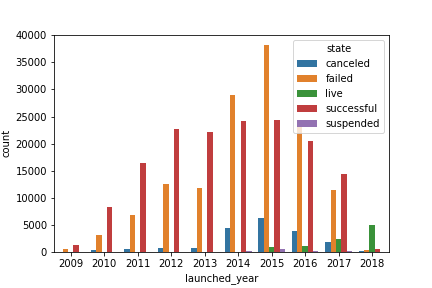 40000
35000
30000
25000
20000
15000
10000
5000
0
count
state
canceled
failed
live
successful
suspended
2009 2010 2011 2012 2013 2014 2015 2016 2017 2018
launched_year